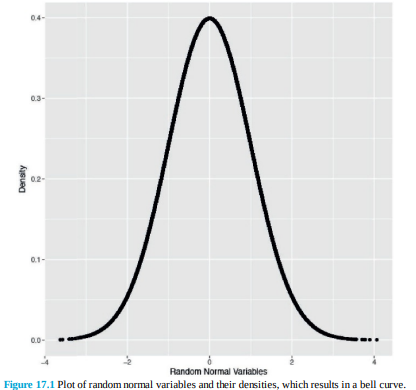 0.4
0.3
Density
0.2
0.1
0.0
−4 −2 0 2 4
Random Normal Variables
Figure 17.1 Plot of random normal variables and their densities, which results in a bell curve.